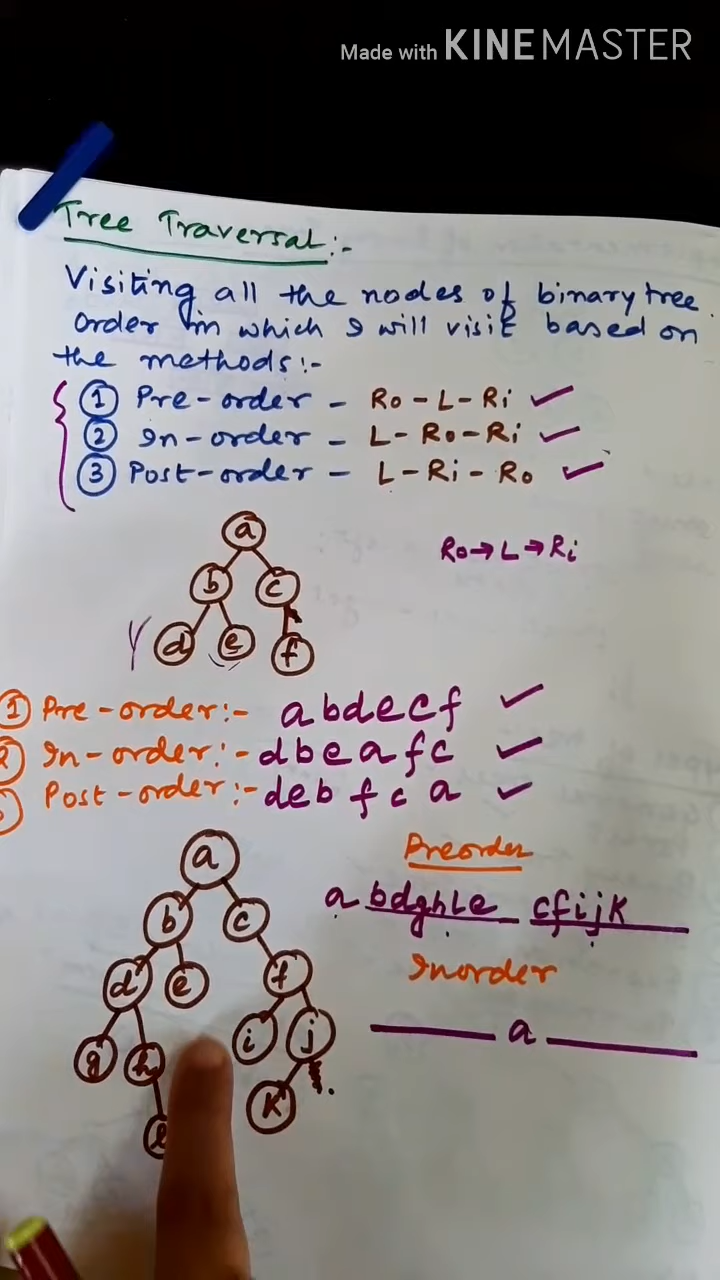 Made with KINEMASTER
Tree Traversal:-
Visiting all the nodes of binary tree.
order in which I will visit based on
the methods:-
① Pre-order - Ro-L-Ri ✓
② In-order - L-Ro-Ri ✓
③ Post-order - L-Ri-Ro ✓
a
Ro→L→Ri
b c
d e f
① Pre-order:- abdecf ✓
In-order:- dbeafc ✓
Post-order:- deb f c a ✓
a
Preorder
b c
a bdghle cfijk
d e f
Inorder
i j
a
g h
k
l